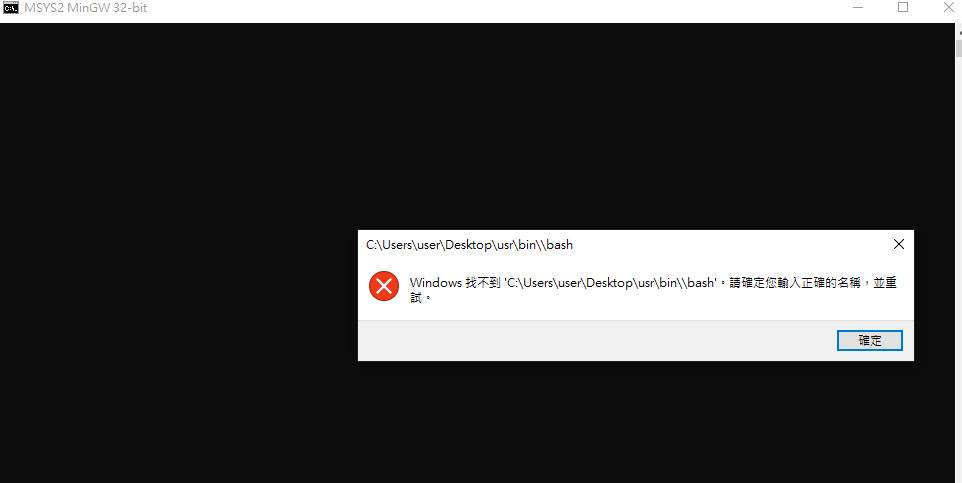 MSYS2 MinGW 32-bit
C:\Users\user\Desktop\usr\bin\\bash
Windows 找不到 'C:\Users\user\Desktop\usr\bin\\bash'。請確定您輸入正確的名稱，並重
試。
確定